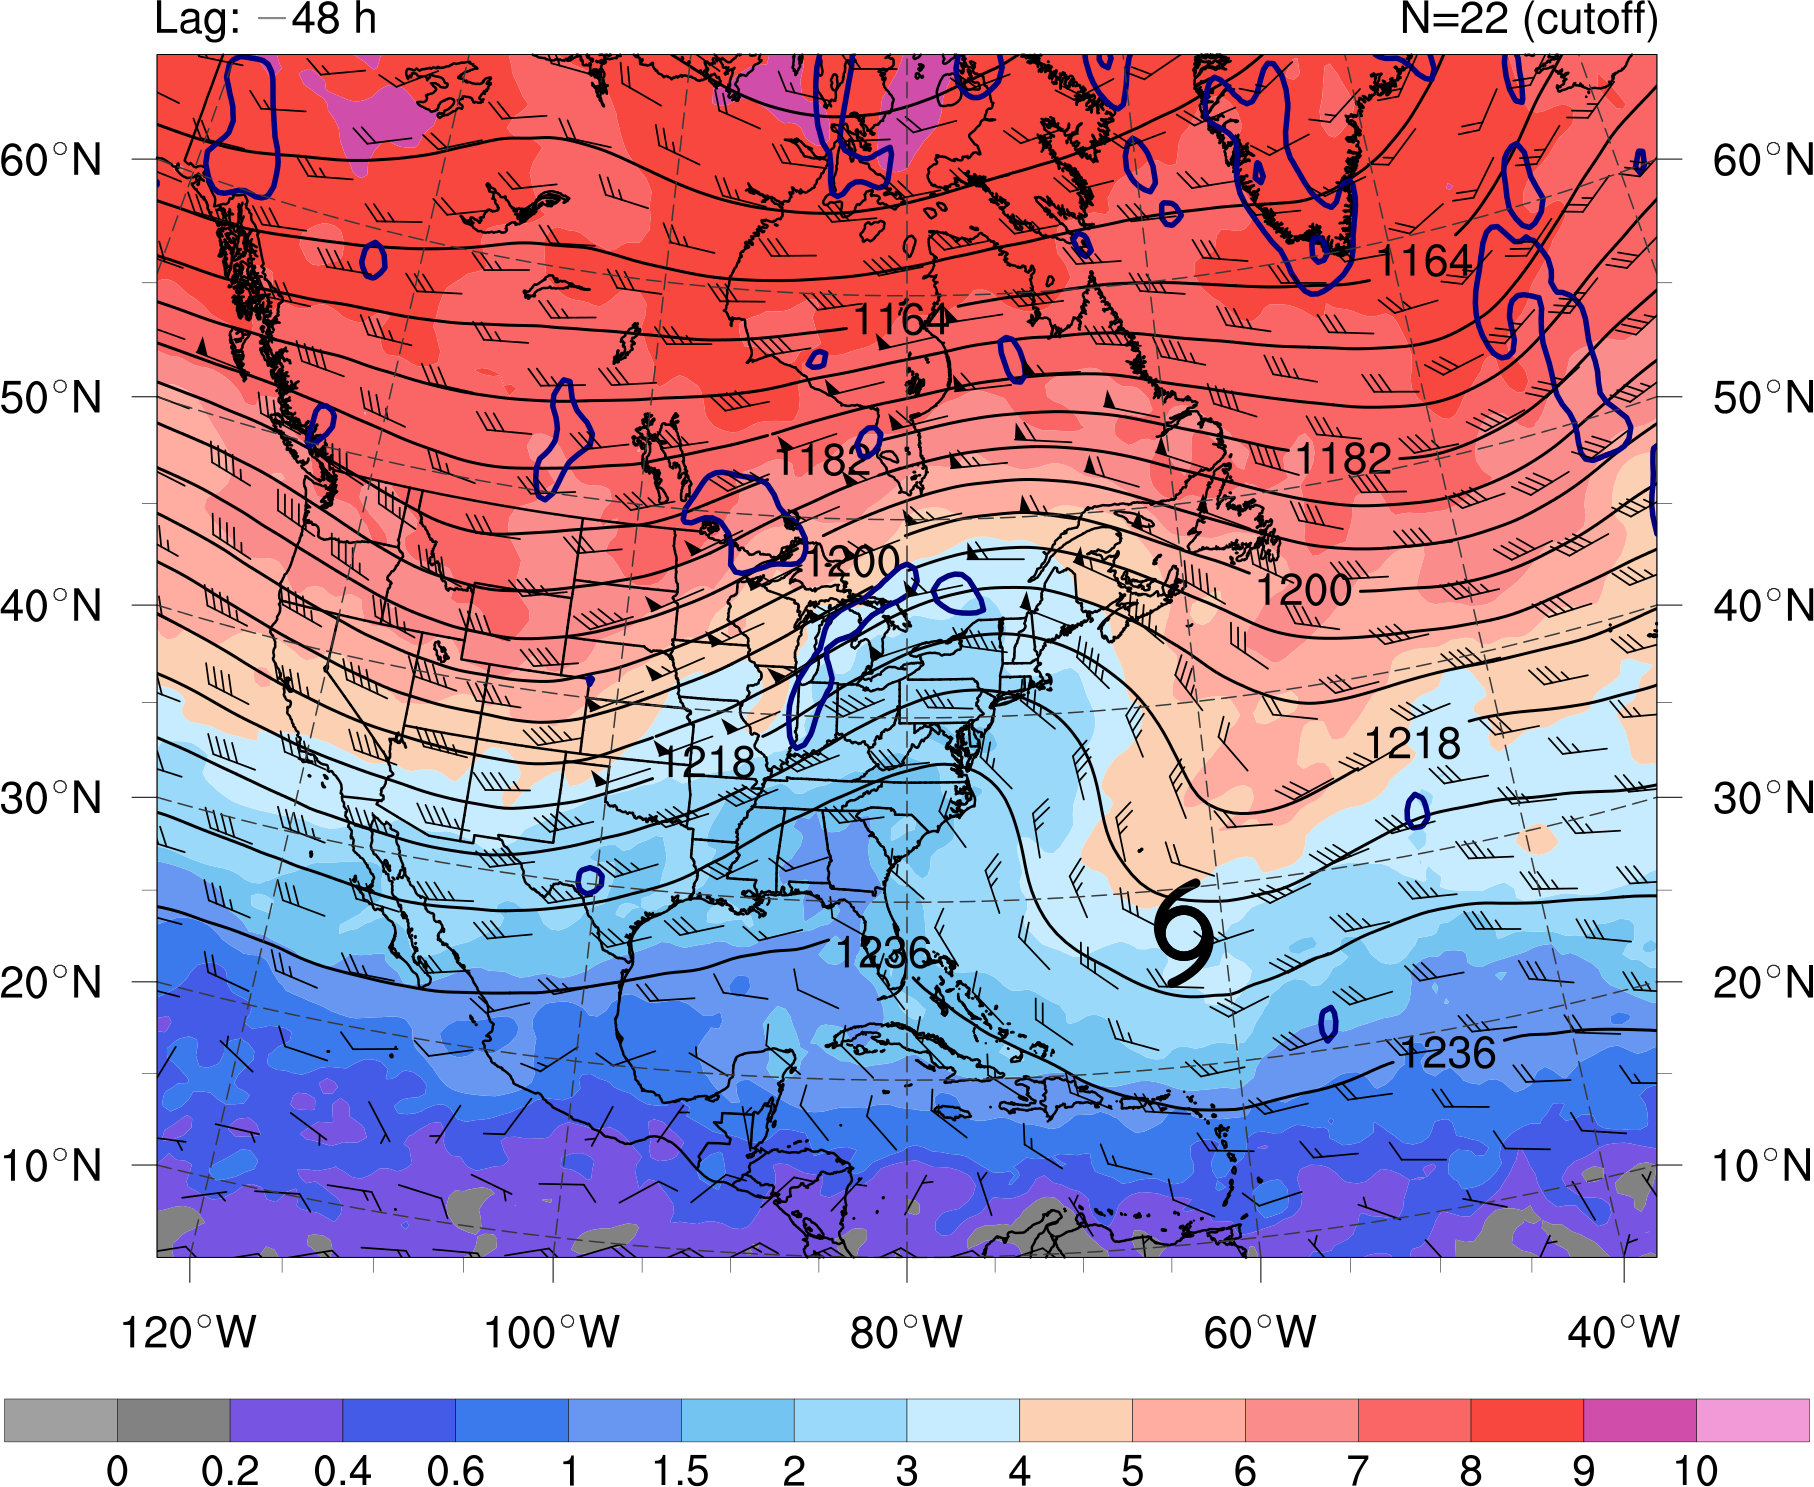 Lag: −48 h
N=22 (cutoff)
60°N
60°N
1164
1164
50°N
50°N
1182
1182
1200
1200
40°N
40°N
1218
1218
30°N
30°N
1236
20°N
20°N
1236
10°N
10°N
120°W 100°W 80°W 60°W 40°W
0 0.2 0.4 0.6 1 1.5 2 3 4 5 6 7 8 9 10